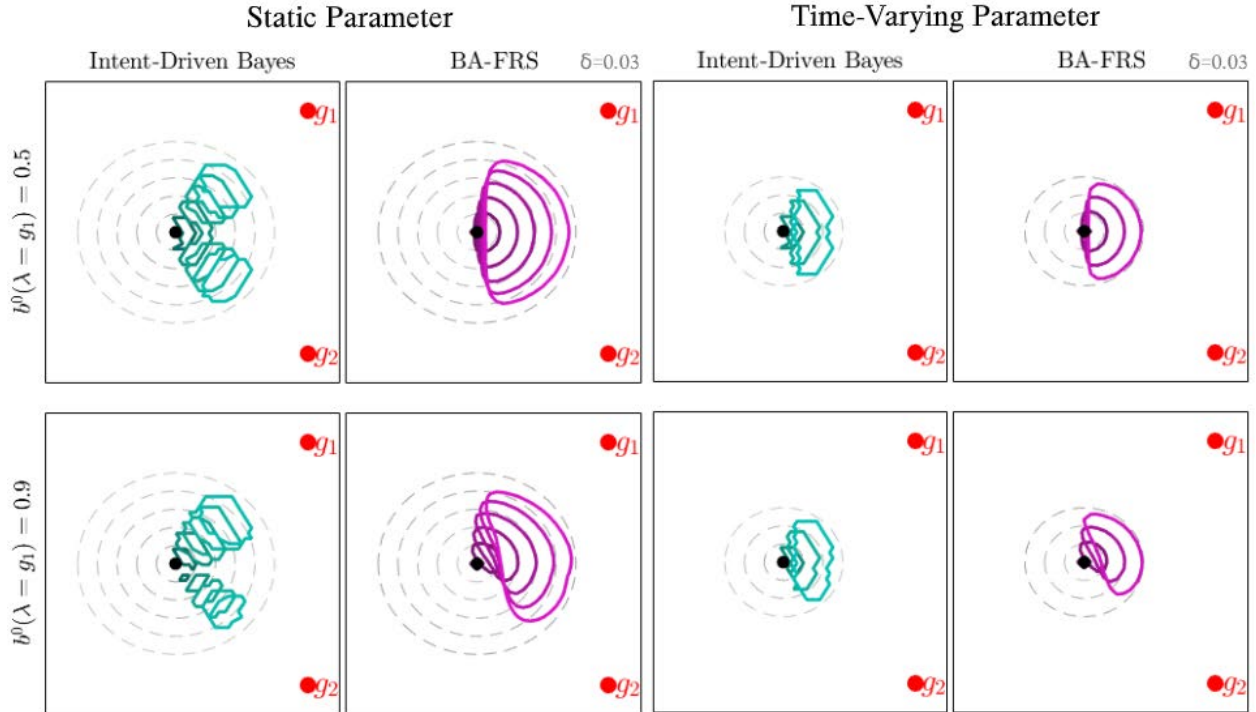 Static Parameter Time-Varying Parameter
Intent-Driven Bayes BA-FRS δ=0.03 Intent-Driven Bayes BA-FRS δ=0.03
b⁰(λ = g₁) = 0.5
g₁ g₁ g₁ g₁
g₂ g₂ g₂ g₂
b⁰(λ = g₁) = 0.9
g₁ g₁ g₁ g₁
g₂ g₂ g₂ g₂